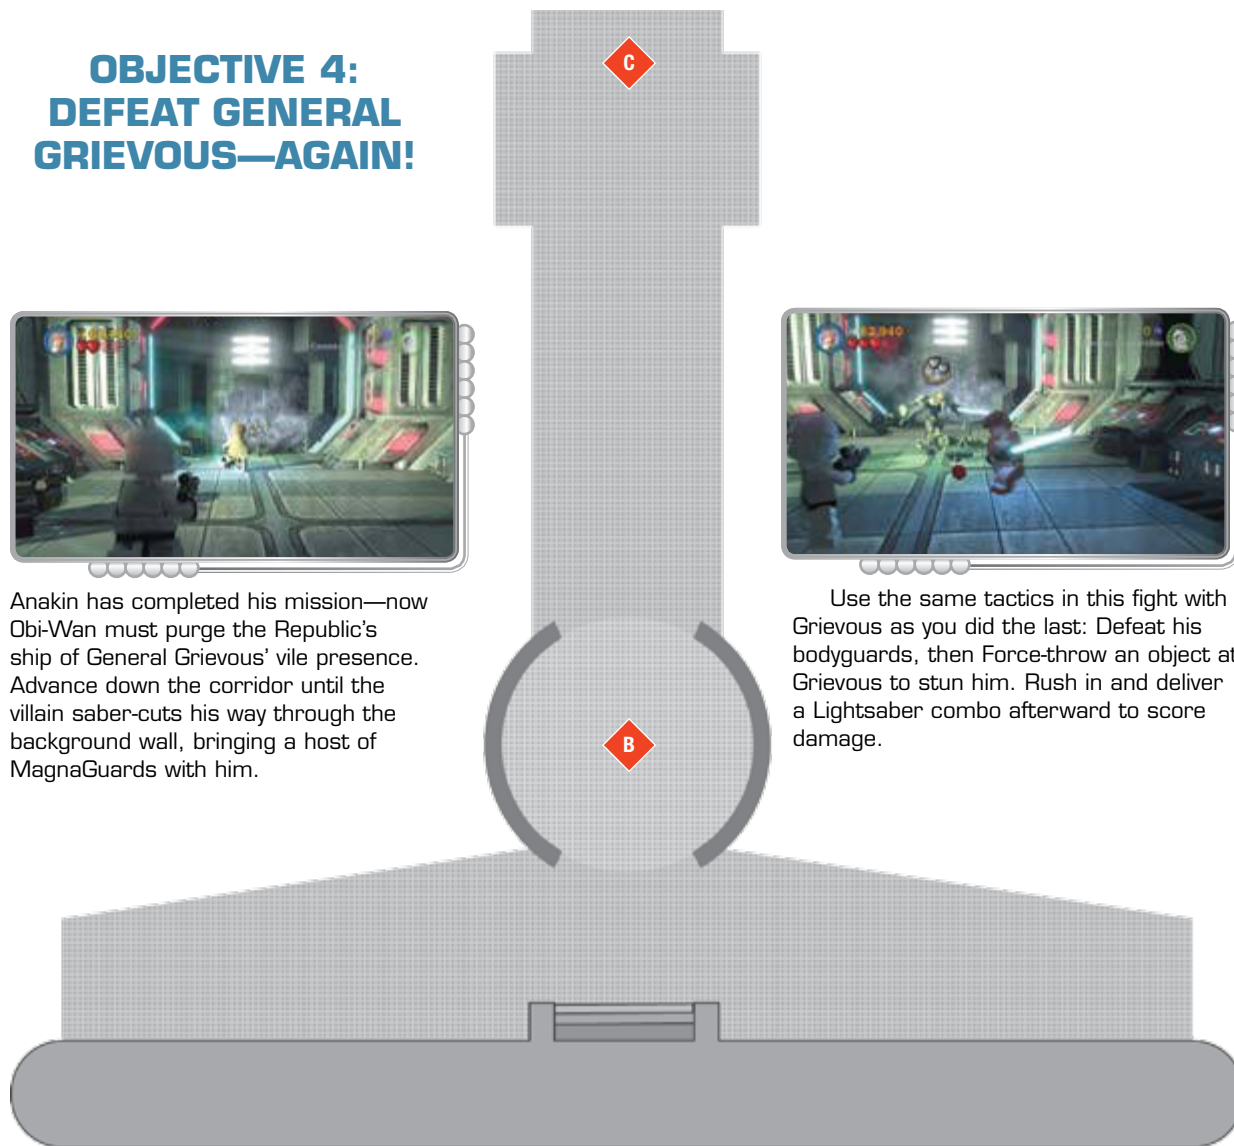 OBJECTIVE 4:
DEFEAT GENERAL
GRIEVOUS—AGAIN!
C
Anakin has completed his mission—now
Obi-Wan must purge the Republic's
ship of General Grievous' vile presence.
Advance down the corridor until the
villain saber-cuts his way through the
background wall, bringing a host of
MagnaGuards with him.
Use the same tactics in this fight with
Grievous as you did the last: Defeat his
bodyguards, then Force-throw an object at
Grievous to stun him. Rush in and deliver
a Lightsaber combo afterward to score
damage.
B